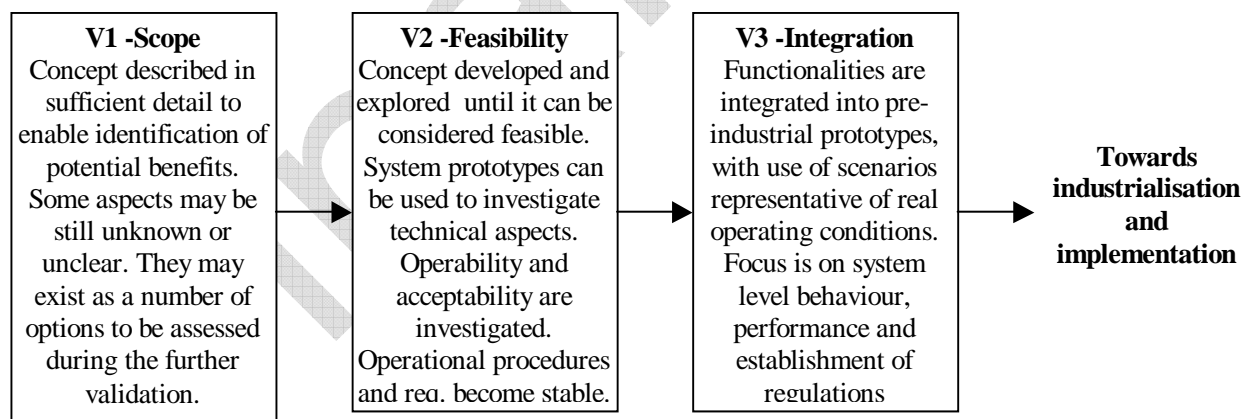 V1 -Scope
Concept described in
sufficient detail to
enable identification of
potential benefits.
Some aspects may be
still unknown or
unclear. They may
exist as a number of
options to be assessed
during the further
validation.
V2 -Feasibility
Concept developed and
explored until it can be
considered feasible.
System prototypes can
be used to investigate
technical aspects.
Operability and
acceptability are
investigated.
Operational procedures
and req. become stable.
V3 -Integration
Functionalities are
integrated into pre-
industrial prototypes,
with use of scenarios
representative of real
operating conditions.
Focus is on system
level behaviour,
performance and
establishment of
regulations
Towards
industrialisation
and
implementation